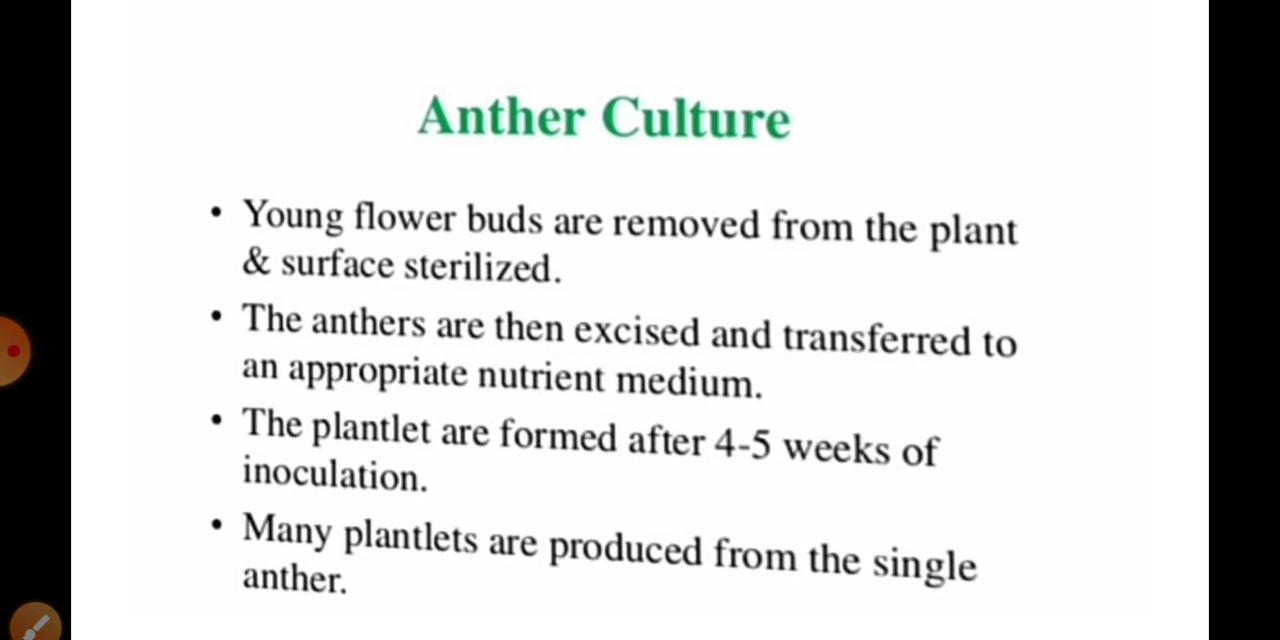 Anther Culture
• Young flower buds are removed from the plant
& surface sterilized.
• The anthers are then excised and transferred to
an appropriate nutrient medium.
• The plantlet are formed after 4-5 weeks of
inoculation.
• Many plantlets are produced from the single
anther.